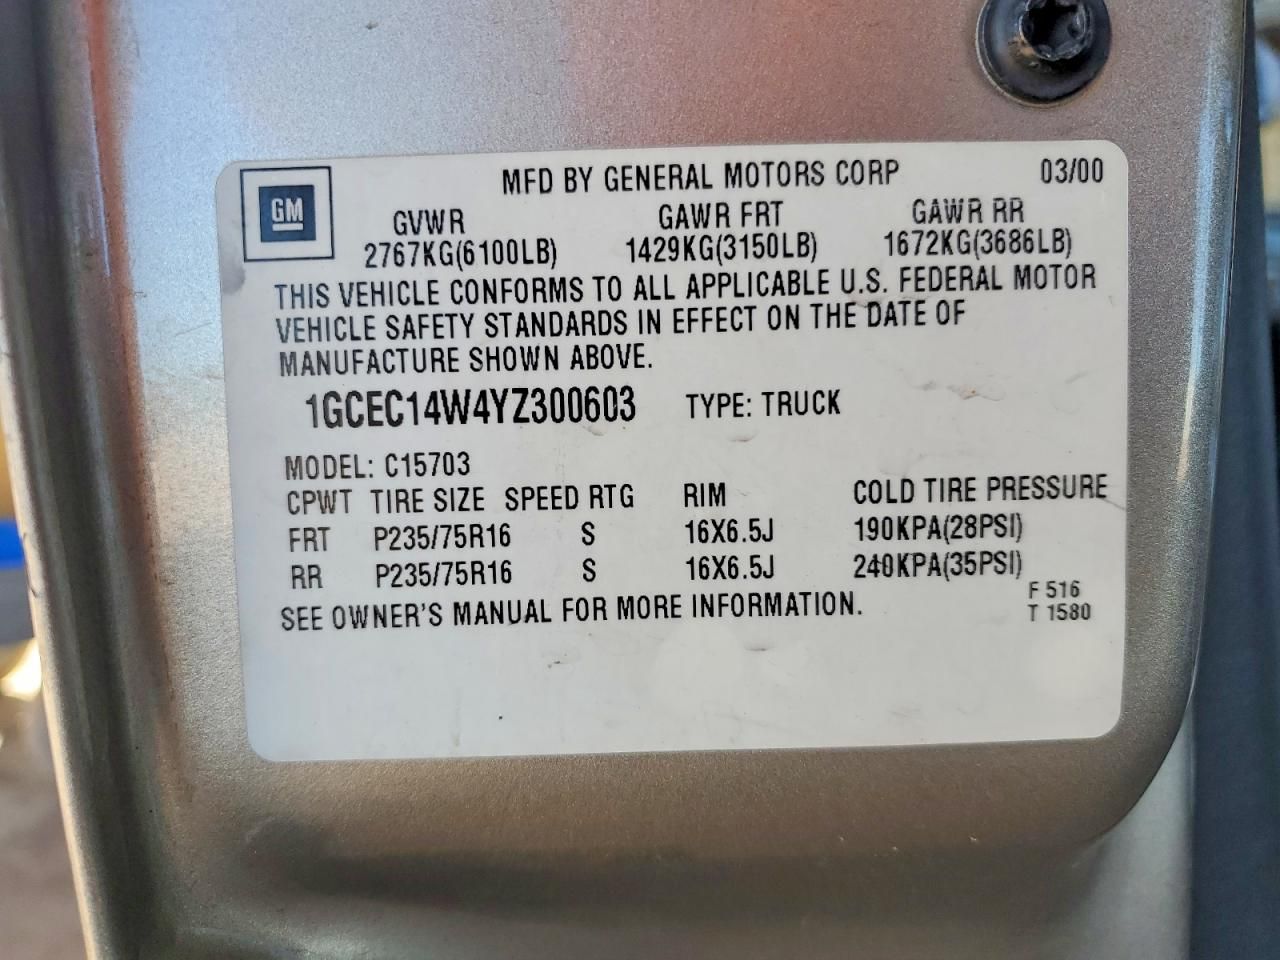 MFD BY GENERAL MOTORS CORP 03/00
GM
GVWR GAWR FRT GAWR RR
2767KG(6100LB) 1429KG(3150LB) 1672KG(3686LB)
THIS VEHICLE CONFORMS TO ALL APPLICABLE U.S. FEDERAL MOTOR
VEHICLE SAFETY STANDARDS IN EFFECT ON THE DATE OF
MANUFACTURE SHOWN ABOVE.
1GCEC14W4YZ300603 TYPE: TRUCK
MODEL: C15703
CPWT TIRE SIZE SPEED RTG RIM COLD TIRE PRESSURE
FRT P235/75R16 S 16X6.5J 190KPA(28PSI)
RR P235/75R16 S 16X6.5J 240KPA(35PSI)
SEE OWNER'S MANUAL FOR MORE INFORMATION.
F 516
T 1580